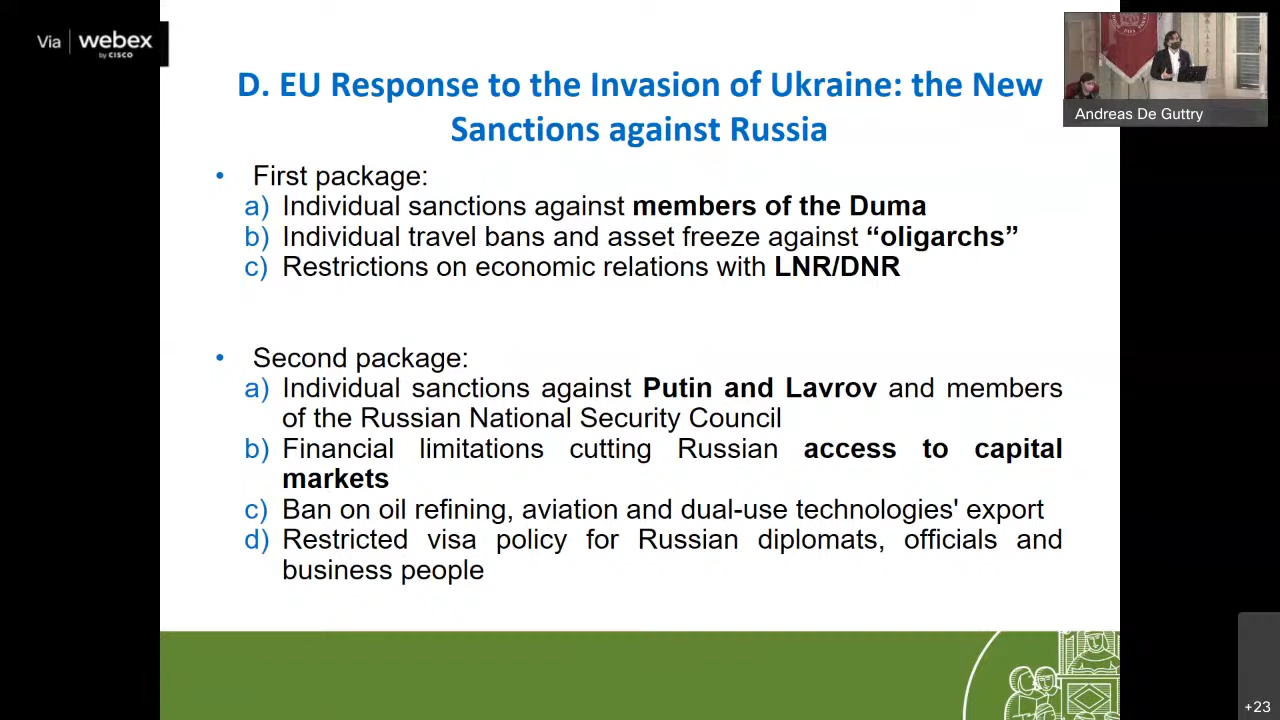 Via webex
by CISCO
D. EU Response to the Invasion of Ukraine: the New
Sanctions against Russia
Andreas De Guttry
• First package:
a) Individual sanctions against members of the Duma
b) Individual travel bans and asset freeze against “oligarchs”
c) Restrictions on economic relations with LNR/DNR
• Second package:
a) Individual sanctions against Putin and Lavrov and members
of the Russian National Security Council
b) Financial limitations cutting Russian access to capital
markets
c) Ban on oil refining, aviation and dual-use technologies' export
d) Restricted visa policy for Russian diplomats, officials and
business people
+23